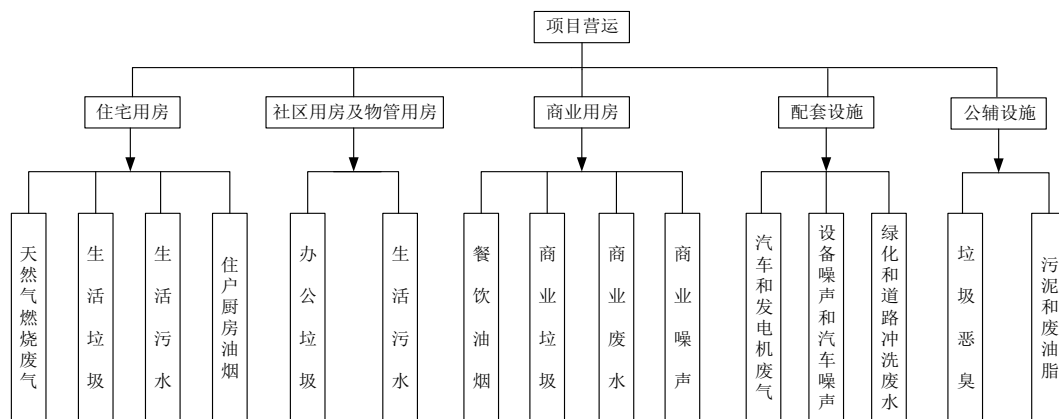 项目营运
住宅用房
社区用房及物管用房
商业用房
配套设施
公辅设施
天然气燃烧废气
生活垃圾
生活污水
住户厨房油烟
办公垃圾
生活污水
餐饮油烟
商业垃圾
商业废水
商业噪声
汽车和发电机废气
设备噪声和汽车噪声
绿化和道路冲洗废水
垃圾恶臭
污泥和废油脂